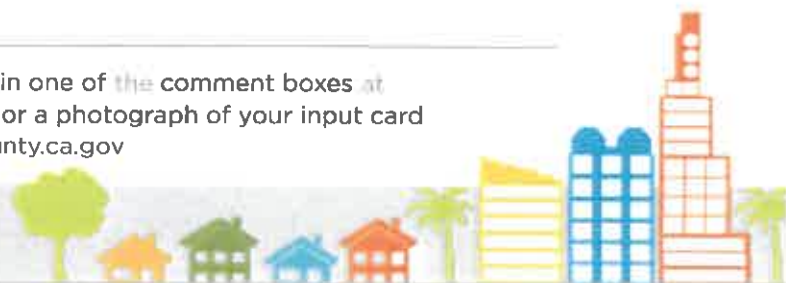 in one of the comment boxes at
or a photograph of your input card
unty.ca.gov